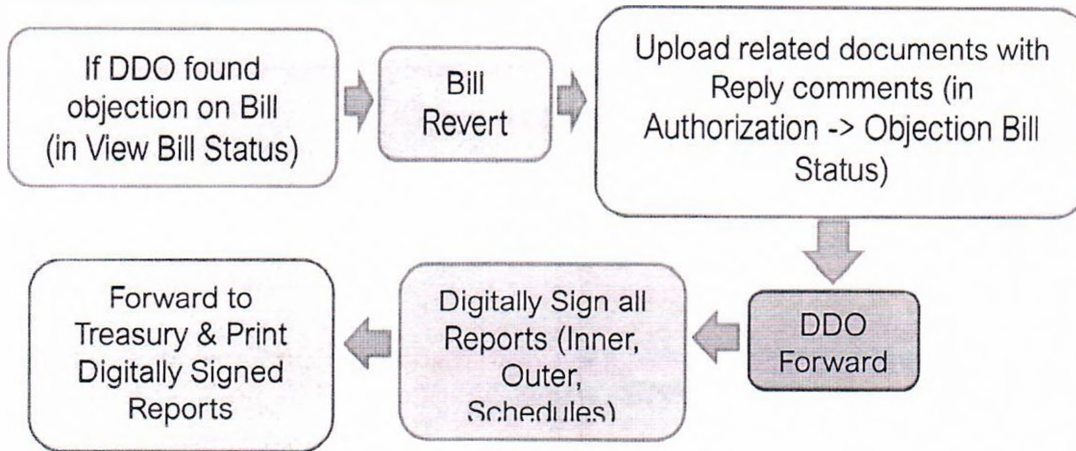 If DDO found
objection on Bill
(in View Bill Status)
Bill
Revert
Upload related documents with
Reply comments (in
Authorization -> Objection Bill
Status)
DDO
Forward
Digitally Sign all
Reports (Inner,
Outer,
Schedules)
Forward to
Treasury & Print
Digitally Signed
Reports